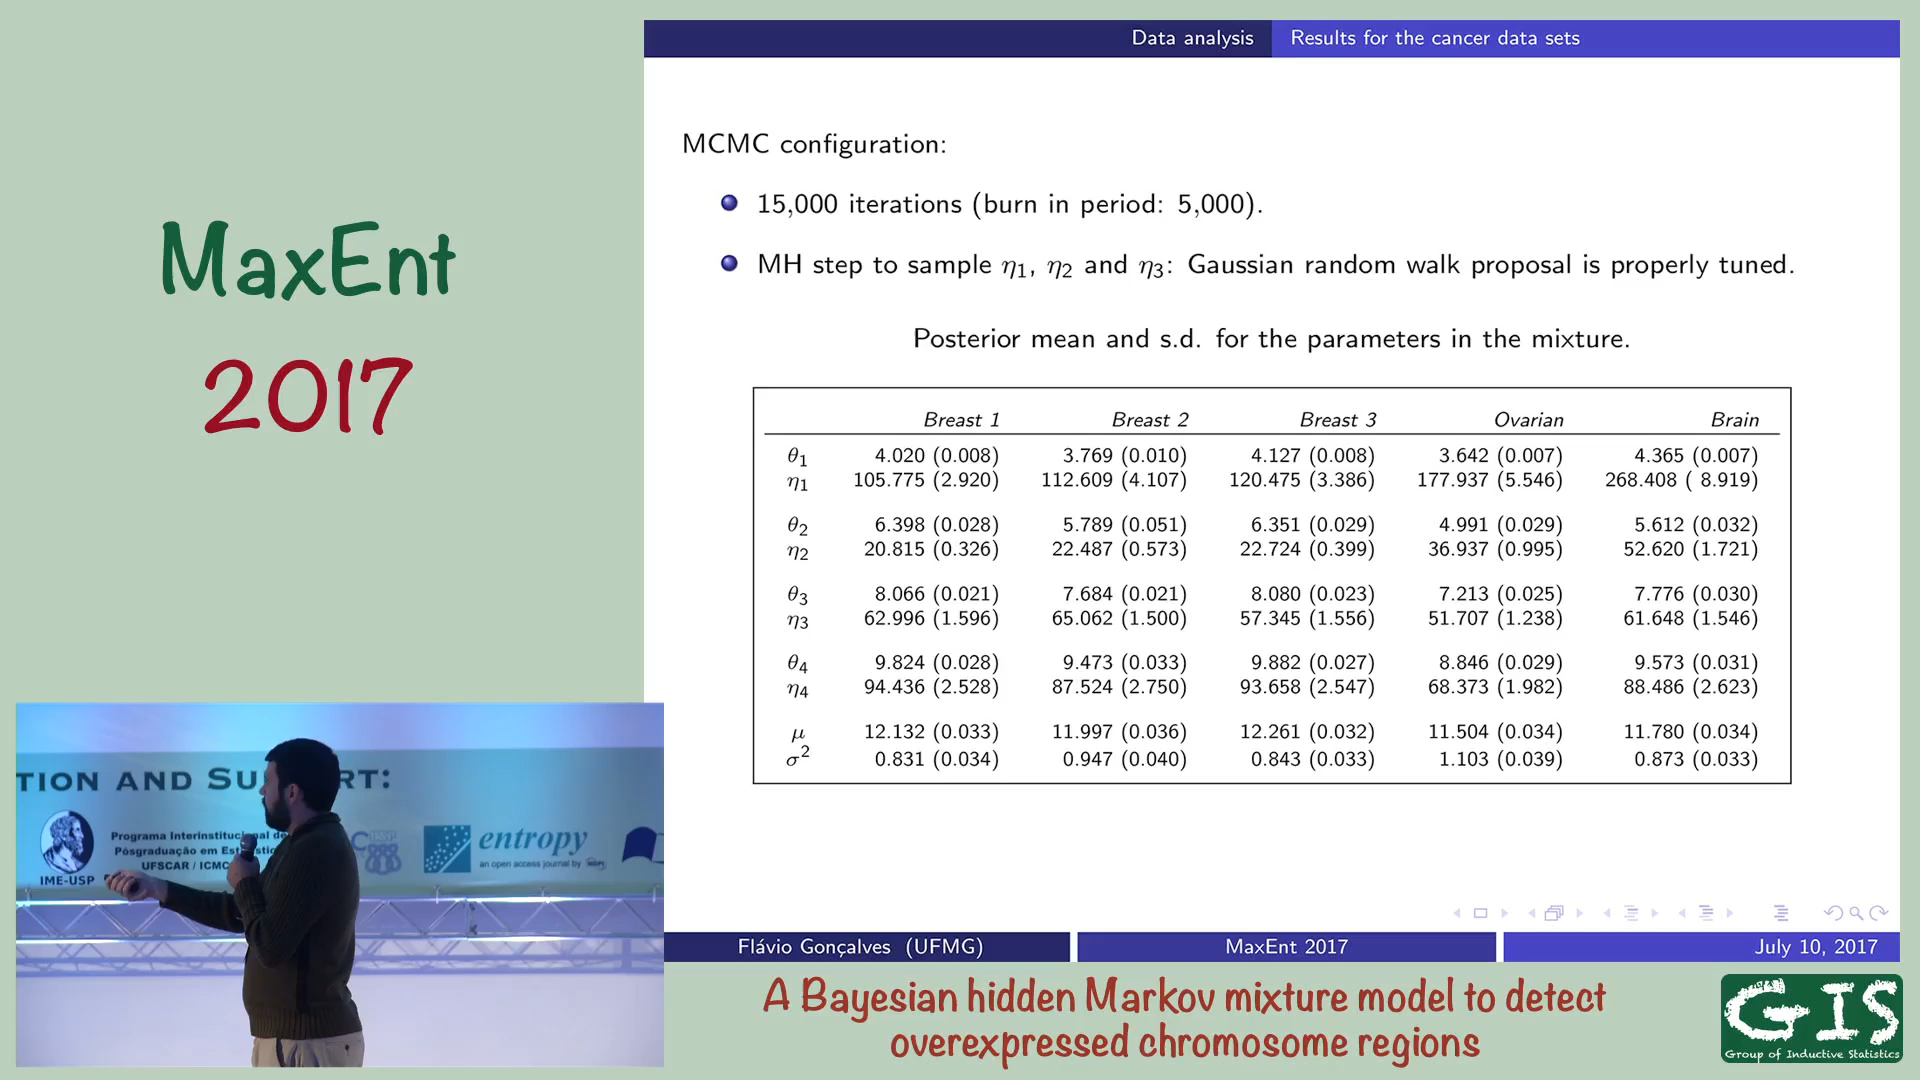 Data analysis Results for the cancer data sets
MCMC configuration:
15,000 iterations (burn in period: 5,000).
MH step to sample η1, η2 and η3: Gaussian random walk proposal is properly tuned.
Posterior mean and s.d. for the parameters in the mixture.
Breast 1 Breast 2 Breast 3 Ovarian Brain
θ1 4.020 (0.008) 3.769 (0.010) 4.127 (0.008) 3.642 (0.007) 4.365 (0.007)
η1 105.775 (2.920) 112.609 (4.107) 120.475 (3.386) 177.937 (5.546) 268.408 ( 8.919)
θ2 6.398 (0.028) 5.789 (0.051) 6.351 (0.029) 4.991 (0.029) 5.612 (0.032)
η2 20.815 (0.326) 22.487 (0.573) 22.724 (0.399) 36.937 (0.995) 52.620 (1.721)
θ3 8.066 (0.021) 7.684 (0.021) 8.080 (0.023) 7.213 (0.025) 7.776 (0.030)
η3 62.996 (1.596) 65.062 (1.500) 57.345 (1.556) 51.707 (1.238) 61.648 (1.546)
θ4 9.824 (0.028) 9.473 (0.033) 9.882 (0.027) 8.846 (0.029) 9.573 (0.031)
η4 94.436 (2.528) 87.524 (2.750) 93.658 (2.547) 68.373 (1.982) 88.486 (2.623)
μ 12.132 (0.033) 11.997 (0.036) 12.261 (0.032) 11.504 (0.034) 11.780 (0.034)
σ2 0.831 (0.034) 0.947 (0.040) 0.843 (0.033) 1.103 (0.039) 0.873 (0.033)
Flávio Gonçalves (UFMG) MaxEnt 2017 July 10, 2017
MaxEnt
2017
TION AND SU RT:
Programa Interinstitucional de
Pósgraduação em Est
UFSCAR / ICMC
IME-USP
entropy
an open access journal by
A Bayesian hidden Markov mixture model to detect
overexpressed chromosome regions
GIS
Group of Inductive Statistics